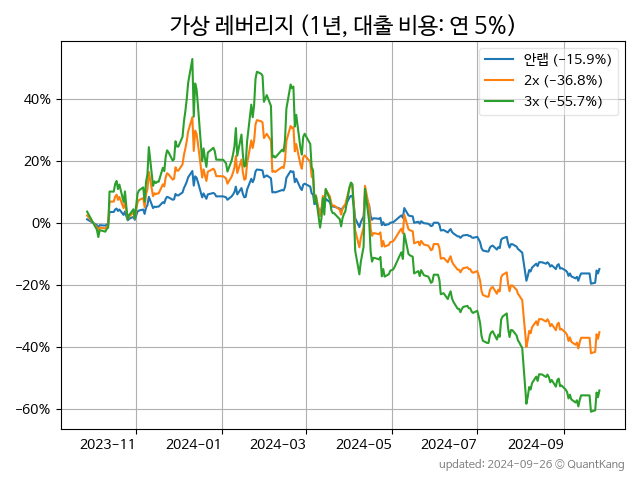 가상 레버리지 (1년, 대출 비용: 연 5%)
안랩 (−15.9%)
2x (−36.8%)
3x (−55.7%)
40%
20%
0%
−20%
−40%
−60%
2023−11 2024−01 2024−03 2024−05 2024−07 2024−09
updated: 2024-09-26 © QuantKang